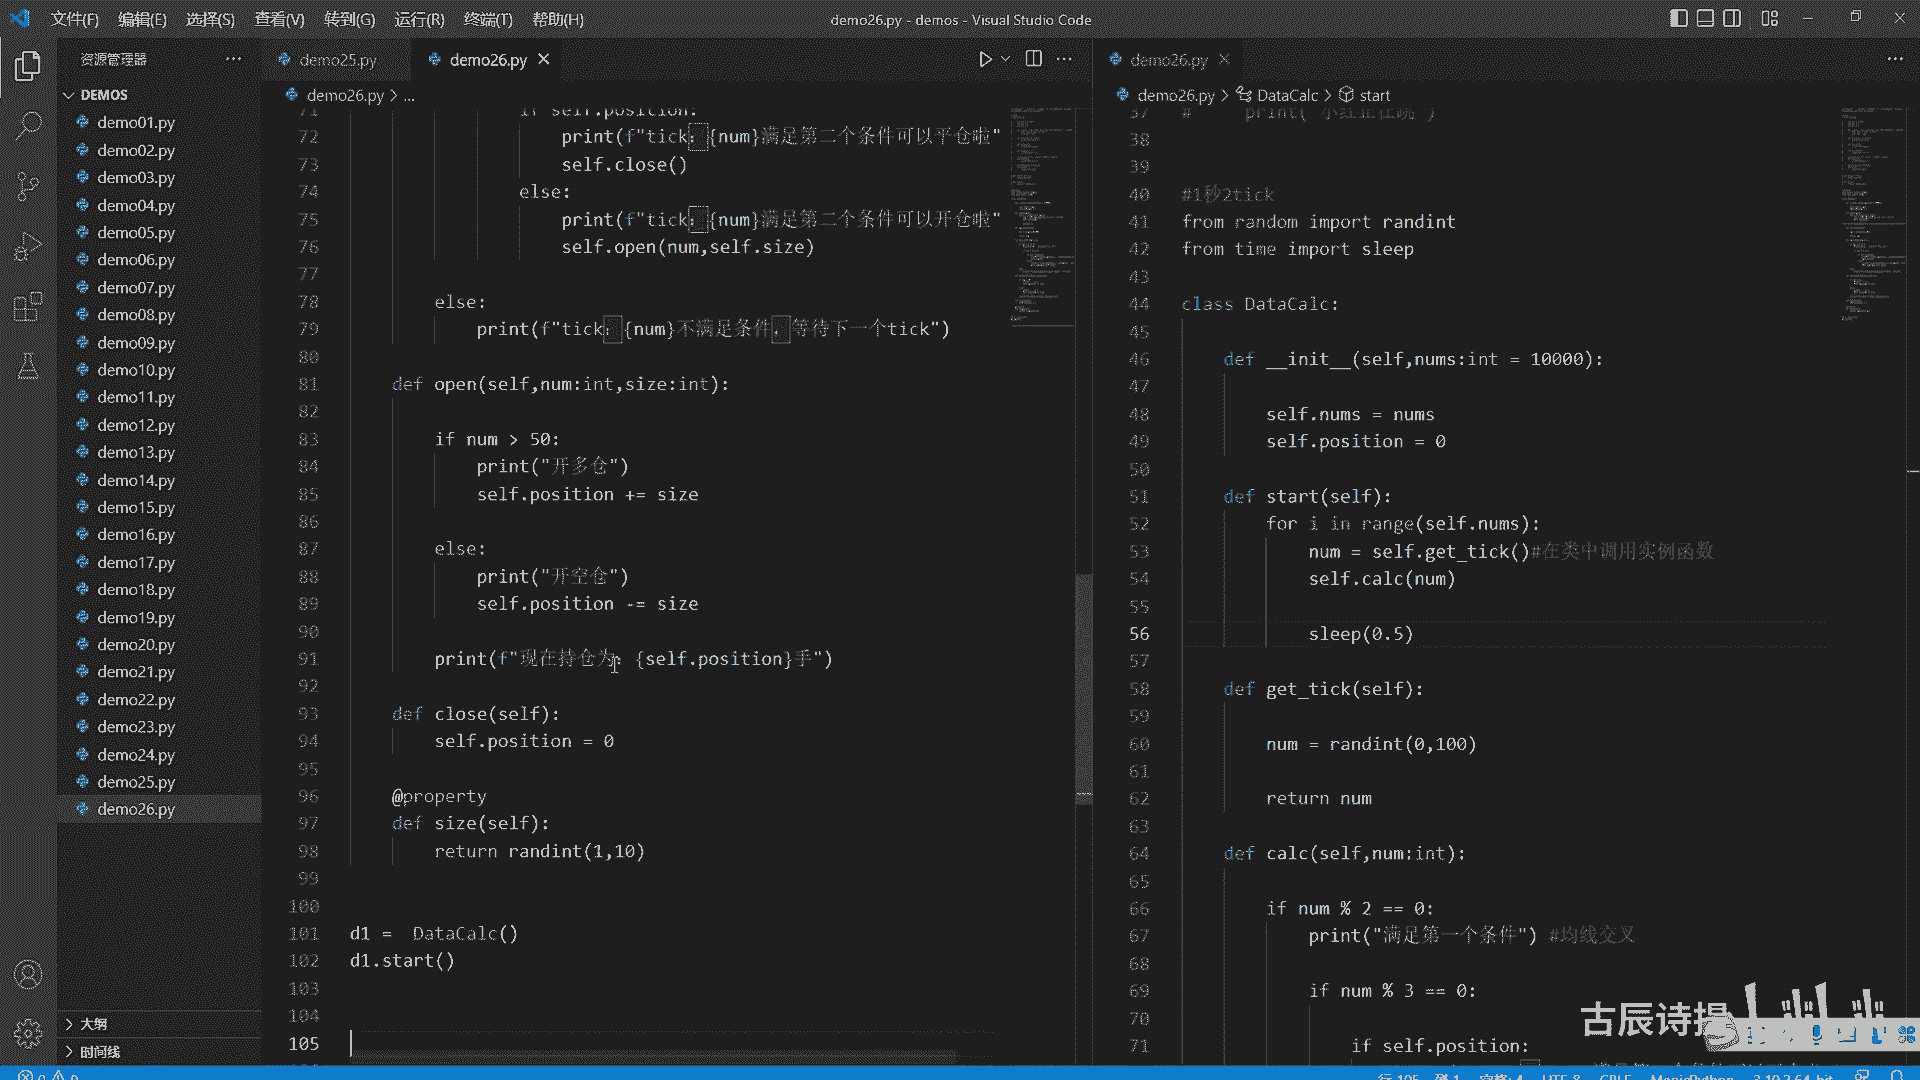 文件(F) 编辑(E) 选择(S) 查看(V) 转到(G) 运行(R) 终端(T) 帮助(H)
demo26.py - demos - Visual Studio Code
资源管理器
DEMOS
demo01.py
demo02.py
demo03.py
demo04.py
demo05.py
demo06.py
demo07.py
demo08.py
demo09.py
demo10.py
demo11.py
demo12.py
demo13.py
demo14.py
demo15.py
demo16.py
demo17.py
demo18.py
demo19.py
demo20.py
demo21.py
demo22.py
demo23.py
demo24.py
demo25.py
demo26.py
大纲
时间线
demo25.py
demo26.py
demo26.py > ...
71 if self.position:
72 print(f"tick：{num}满足第二个条件可以平仓啦"
73 self.close()
74 else:
75 print(f"tick：{num}满足第二个条件可以开仓啦"
76 self.open(num,self.size)
77
78 else:
79 print(f"tick：{num}不满足条件，等待下一个tick")
80
81 def open(self,num:int,size:int):
82
83 if num > 50:
84 print("开多仓")
85 self.position += size
86
87 else:
88 print("开空仓")
89 self.position -= size
90
91 print(f"现在持仓为: {self.position}手")
92
93 def close(self):
94 self.position = 0
95
96 @property
97 def size(self):
98 return randint(1,10)
99
100
101 d1 = DataCalc()
102 d1.start()
103
104
105
demo26.py
demo26.py > DataCalc > start
37 # print("小红正在跳")
38
39
40 #1秒2tick
41 from random import randint
42 from time import sleep
43
44 class DataCalc:
45
46 def __init__(self,nums:int = 10000):
47
48 self.nums = nums
49 self.position = 0
50
51 def start(self):
52 for i in range(self.nums):
53 num = self.get_tick()#在类中调用实例函数
54 self.calc(num)
55
56 sleep(0.5)
57
58 def get_tick(self):
59
60 num = randint(0,100)
61
62 return num
63
64 def calc(self,num:int):
65
66 if num % 2 == 0:
67 print("满足第一个条件") #均线交叉
68
69 if num % 3 == 0:
70
71 if self.position:
古辰诗提